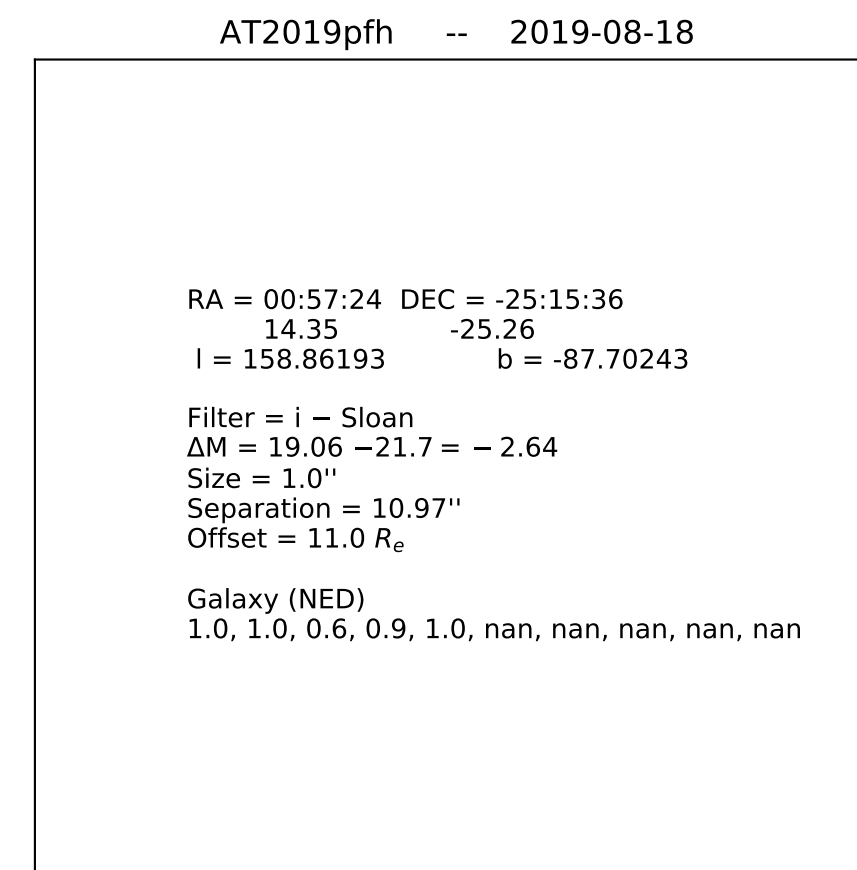 AT2019pfh -- 2019-08-18
RA = 00:57:24 DEC = -25:15:36
14.35 -25.26
l = 158.86193 b = -87.70243
Filter = i − Sloan
ΔM = 19.06 −21.7 = − 2.64
Size = 1.0''
Separation = 10.97''
Offset = 11.0 Re
Galaxy (NED)
1.0, 1.0, 0.6, 0.9, 1.0, nan, nan, nan, nan, nan